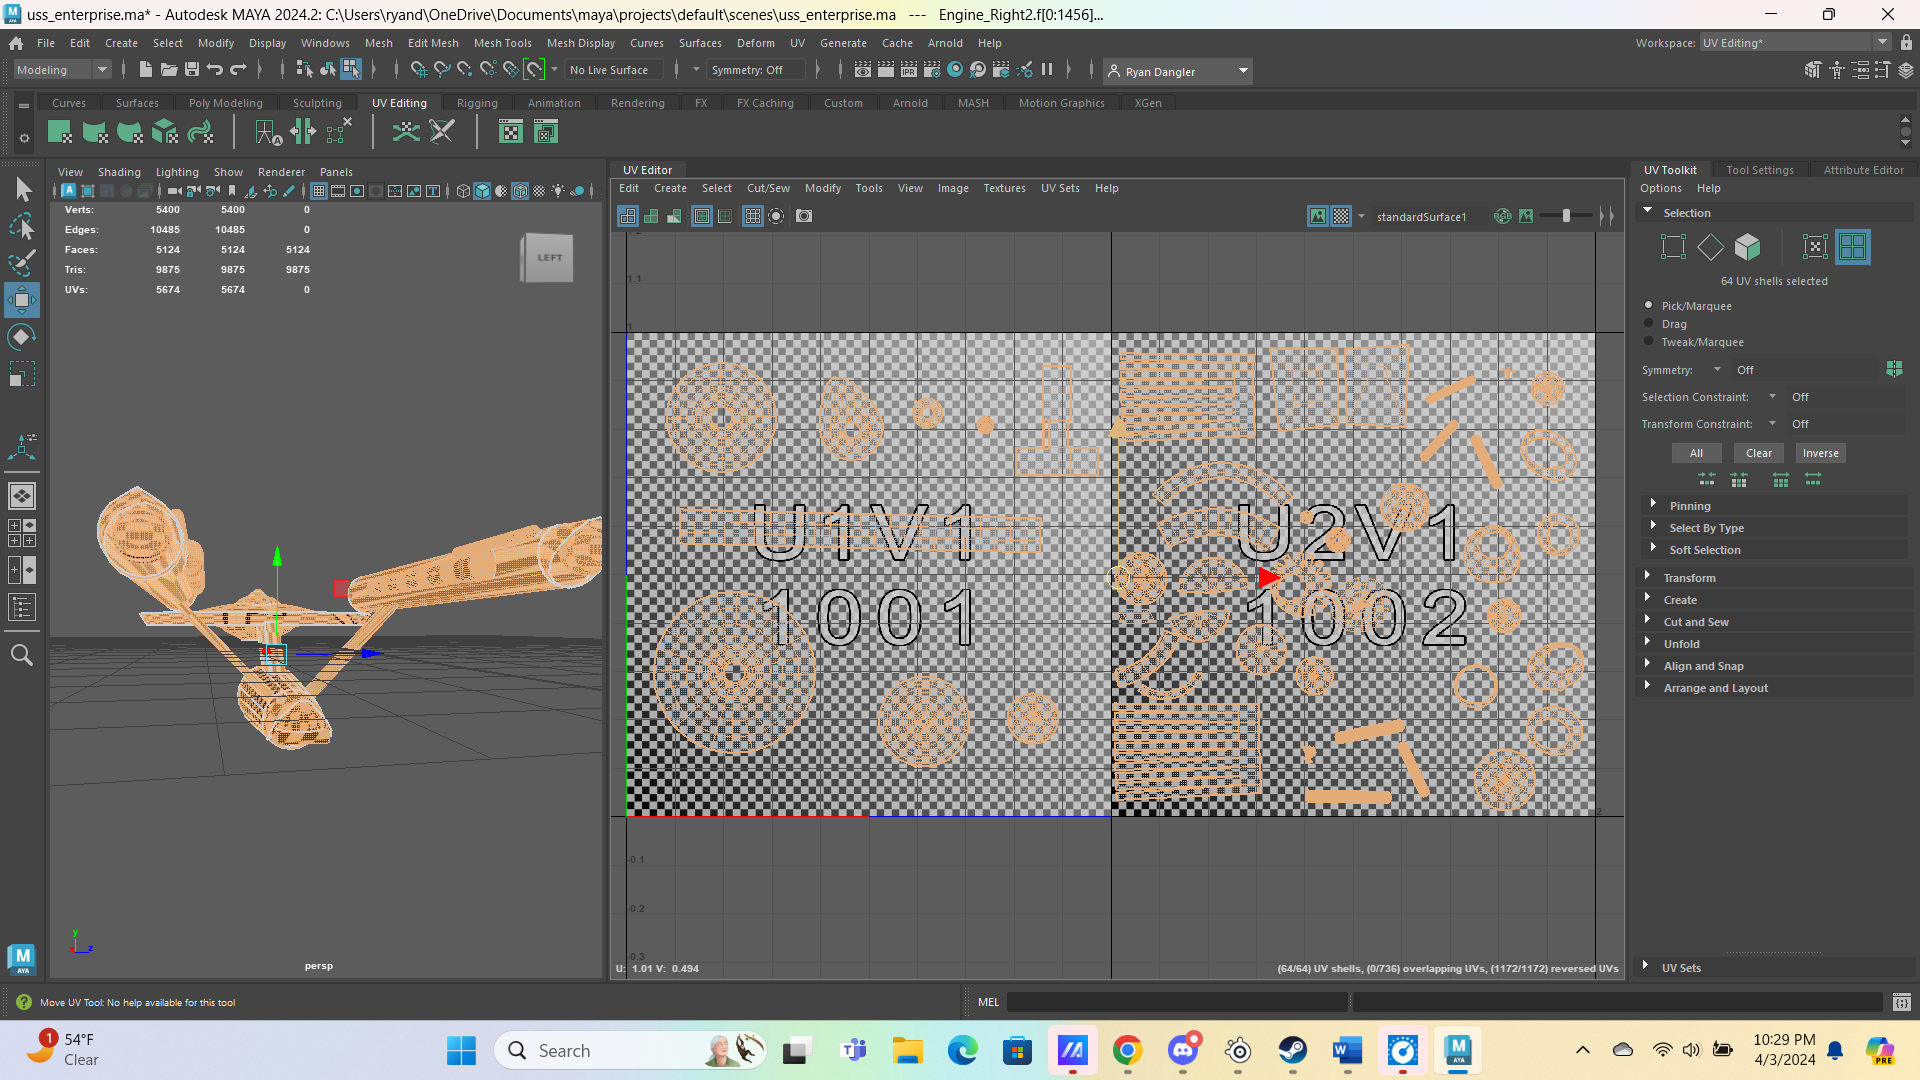 uss_enterprise.ma* - Autodesk MAYA 2024.2: C:\Users\ryand\OneDrive\Documents\maya\projects\default\scenes\uss_enterprise.ma   ---   Engine_Right2.f[0:1456]...
File Edit Create Select Modify Display Windows Mesh Edit Mesh Mesh Tools Mesh Display Curves Surfaces Deform UV Generate Cache Arnold Help
Workspace: UV Editing*
Modeling
No Live Surface
Symmetry: Off
IPR
Ryan Dangler
Curves Surfaces Poly Modeling Sculpting UV Editing Rigging Animation Rendering FX FX Caching Custom Arnold MASH Motion Graphics XGen
View Shading Lighting Show Renderer Panels
Verts: 5400 5400 0
Edges: 10485 10485 0
Faces: 5124 5124 5124
Tris: 9875 9875 9875
UVs: 5674 5674 0
LEFT
y
z
persp
UV Editor
Edit Create Select Cut/Sew Modify Tools View Image Textures UV Sets Help
standardSurface1
1.1
1
U1V1
1001
U2V1
1002
2
-0.1
-0.2
-0.3
U: 1.01 V: 0.494
(64/64) UV shells, (0/736) overlapping UVs, (1172/1172) reversed UVs
UV Toolkit Tool Settings Attribute Editor
Options Help
Selection
64 UV shells selected
Pick/Marquee
Drag
Tweak/Marquee
Symmetry: Off
Selection Constraint: Off
Transform Constraint: Off
All Clear Inverse
Pinning
Select By Type
Soft Selection
Transform
Create
Cut and Sew
Unfold
Align and Snap
Arrange and Layout
UV Sets
Move UV Tool: No help available for this tool
MEL
M
AYA
1
54°F
Clear
Search
10:29 PM
4/3/2024
PRE